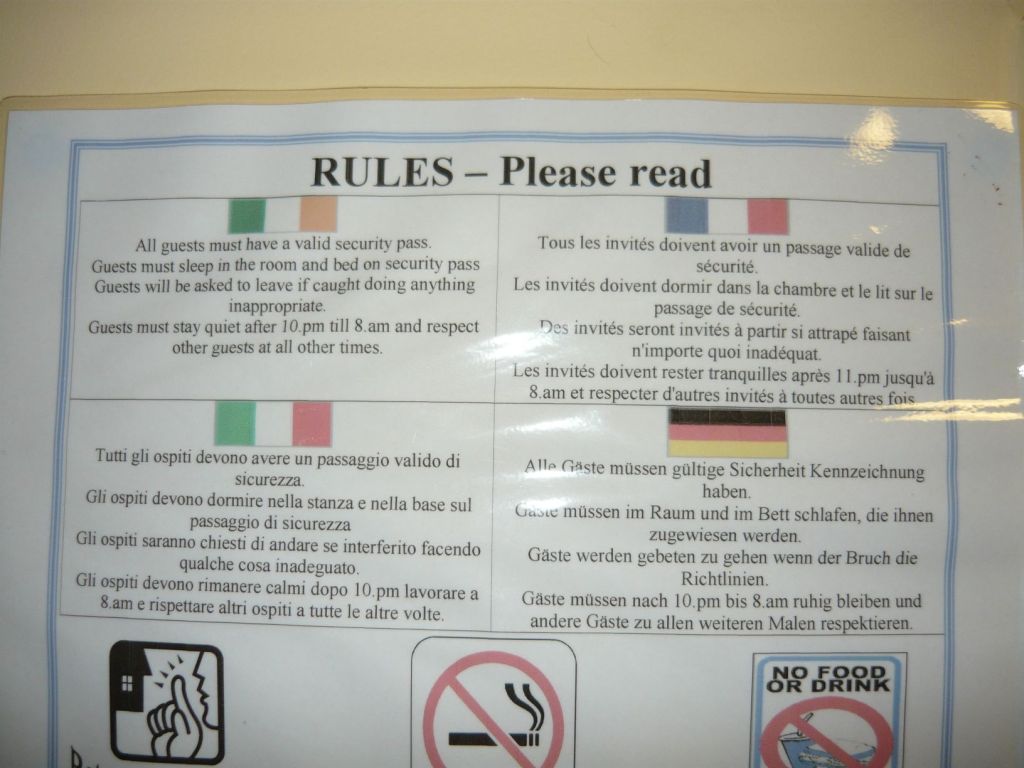 RULES – Please read
All guests must have a valid security pass.
Guests must sleep in the room and bed on security pass
Guests will be asked to leave if caught doing anything
inappropriate.
Guests must stay quiet after 10.pm till 8.am and respect
other guests at all other times.
Tous les invités doivent avoir un passage valide de
sécurité.
Les invités doivent dormir dans la chambre et le lit sur le
passage de sécurité.
Des invités seront invités à partir si attrapé faisant
n'importe quoi inadéquat.
Les invités doivent rester tranquilles après 11.pm jusqu'à
8.am et respecter d'autres invités à toutes autres fois
Tutti gli ospiti devono avere un passaggio valido di
sicurezza.
Gli ospiti devono dormire nella stanza e nella base sul
passaggio di sicurezza
Gli ospiti saranno chiesti di andare se interferito facendo
qualche cosa inadeguato.
Gli ospiti devono rimanere calmi dopo 10.pm lavorare a
8.am e rispettare altri ospiti a tutte le altre volte.
Alle Gäste müssen gültige Sicherheit Kennzeichnung
haben.
Gäste müssen im Raum und im Bett schlafen, die ihnen
zugewiesen werden.
Gäste werden gebeten zu gehen wenn der Bruch die
Richtlinien.
Gäste müssen nach 10.pm bis 8.am ruhig bleiben und
andere Gäste zu allen weiteren Malen respektieren.
NO FOOD
OR DRINK